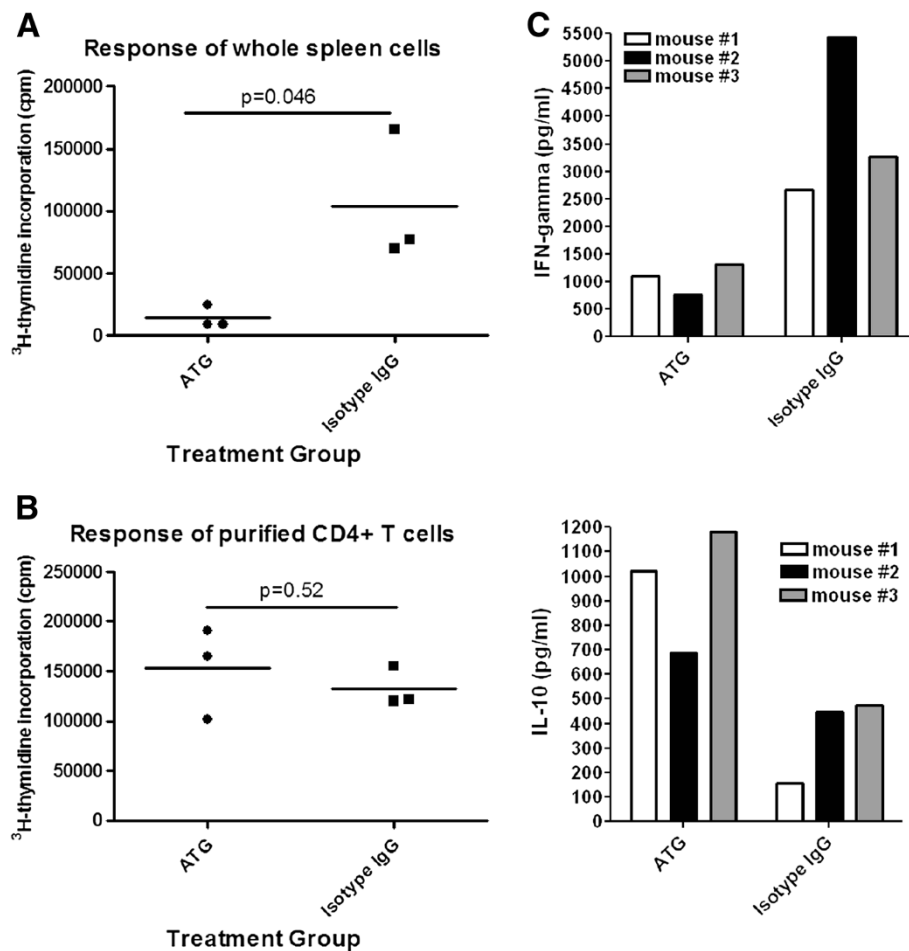 A
Response of whole spleen cells
³H-thymidine incorporation (cpm)
200000
150000
100000
50000
0
p=0.046
ATG
Isotype IgG
Treatment Group
B
Response of purified CD4+ T cells
³H-thymidine incorporation (cpm)
250000
200000
150000
100000
50000
0
p=0.52
ATG
Isotype IgG
Treatment Group
C
IFN-gamma (pg/ml)
5500
5000
4500
4000
3500
3000
2500
2000
1500
1000
500
0
mouse #1
mouse #2
mouse #3
ATG
Isotype IgG
IL-10 (pg/ml)
1200
1100
1000
900
800
700
600
500
400
300
200
100
0
mouse #1
mouse #2
mouse #3
ATG
Isotype IgG